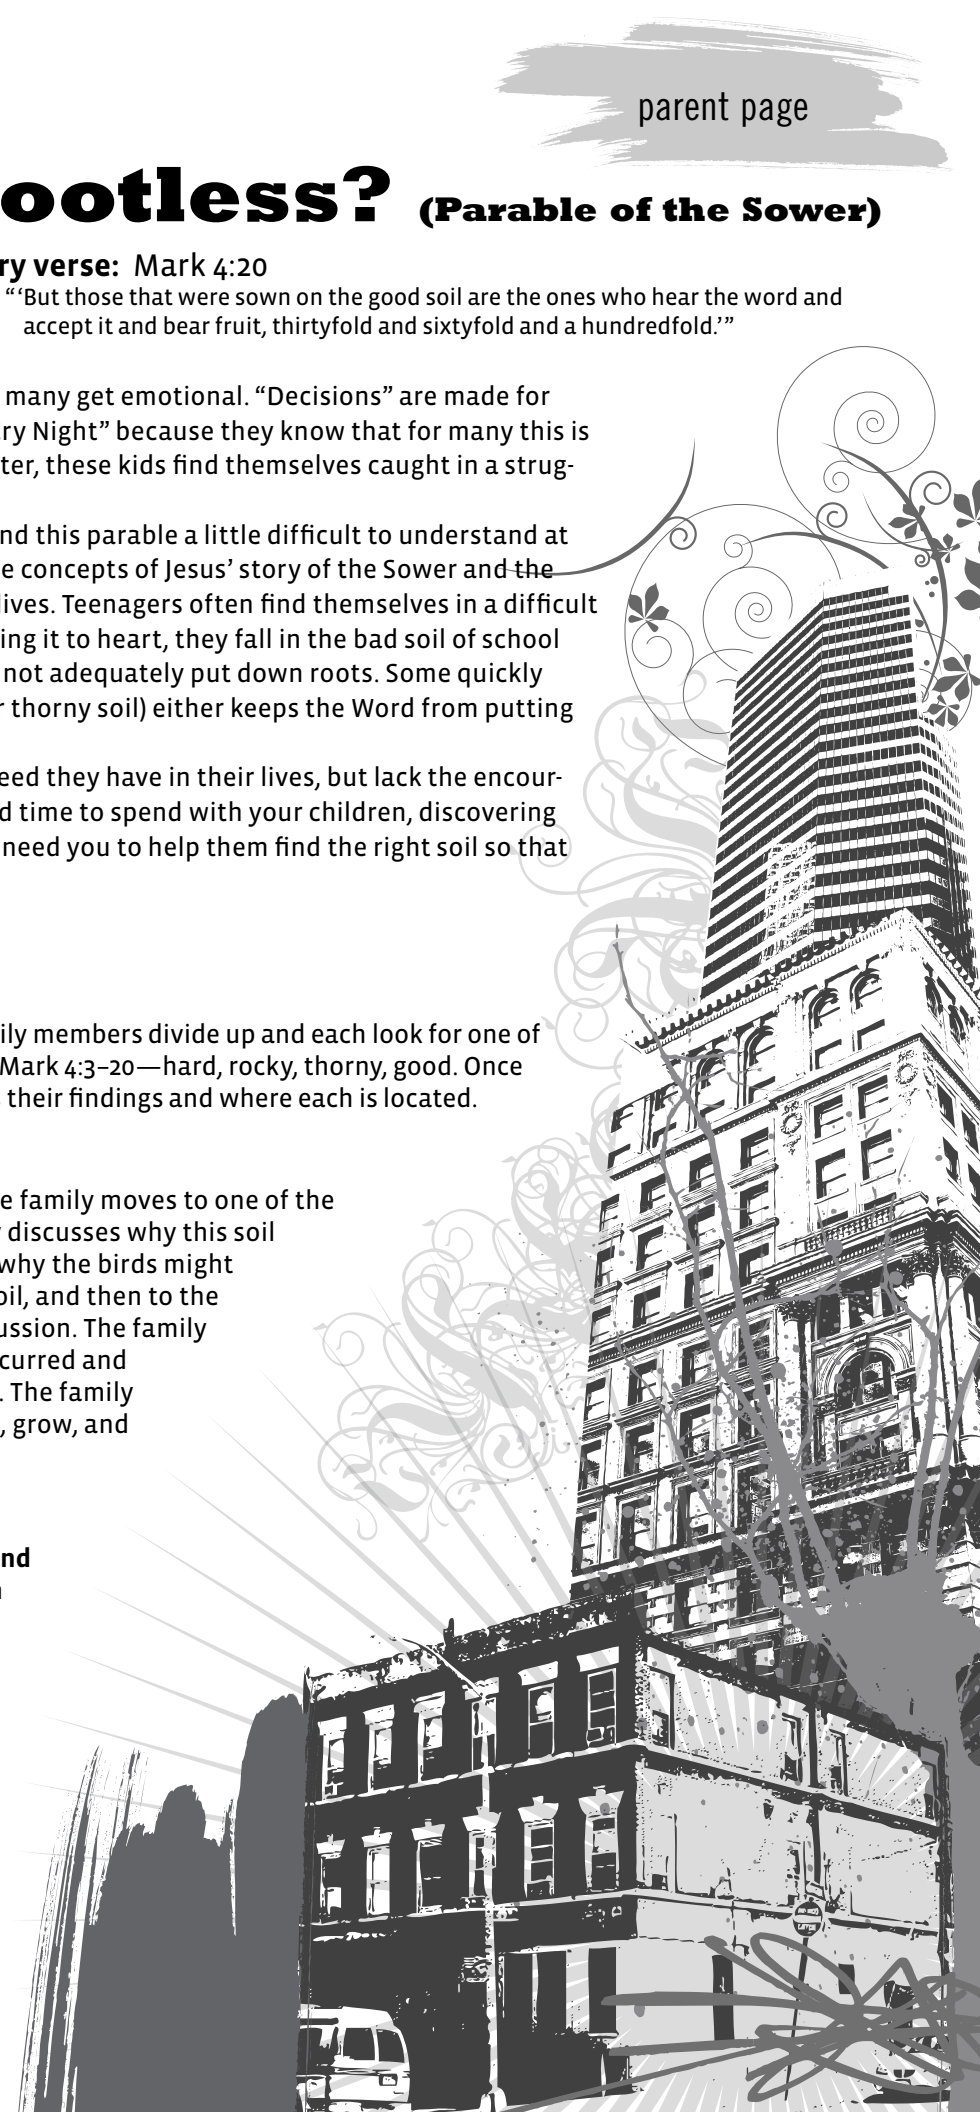 parent page
ootless? (Parable of the Sower)
ry verse: Mark 4:20
“‘But those that were sown on the good soil are the ones who hear the word and
accept it and bear fruit, thirtyfold and sixtyfold and a hundredfold.’”
many get emotional. “Decisions” are made for
ry Night” because they know that for many this is
ter, these kids find themselves caught in a strug-
nd this parable a little difficult to understand at
e concepts of Jesus’ story of the Sower and the
lives. Teenagers often find themselves in a difficult
ing it to heart, they fall in the bad soil of school
not adequately put down roots. Some quickly
r thorny soil) either keeps the Word from putting
eed they have in their lives, but lack the encour-
d time to spend with your children, discovering
need you to help them find the right soil so that
ily members divide up and each look for one of
Mark 4:3–20—hard, rocky, thorny, good. Once
their findings and where each is located.
e family moves to one of the
discusses why this soil
why the birds might
oil, and then to the
ussion. The family
curred and
. The family
, grow, and
nd